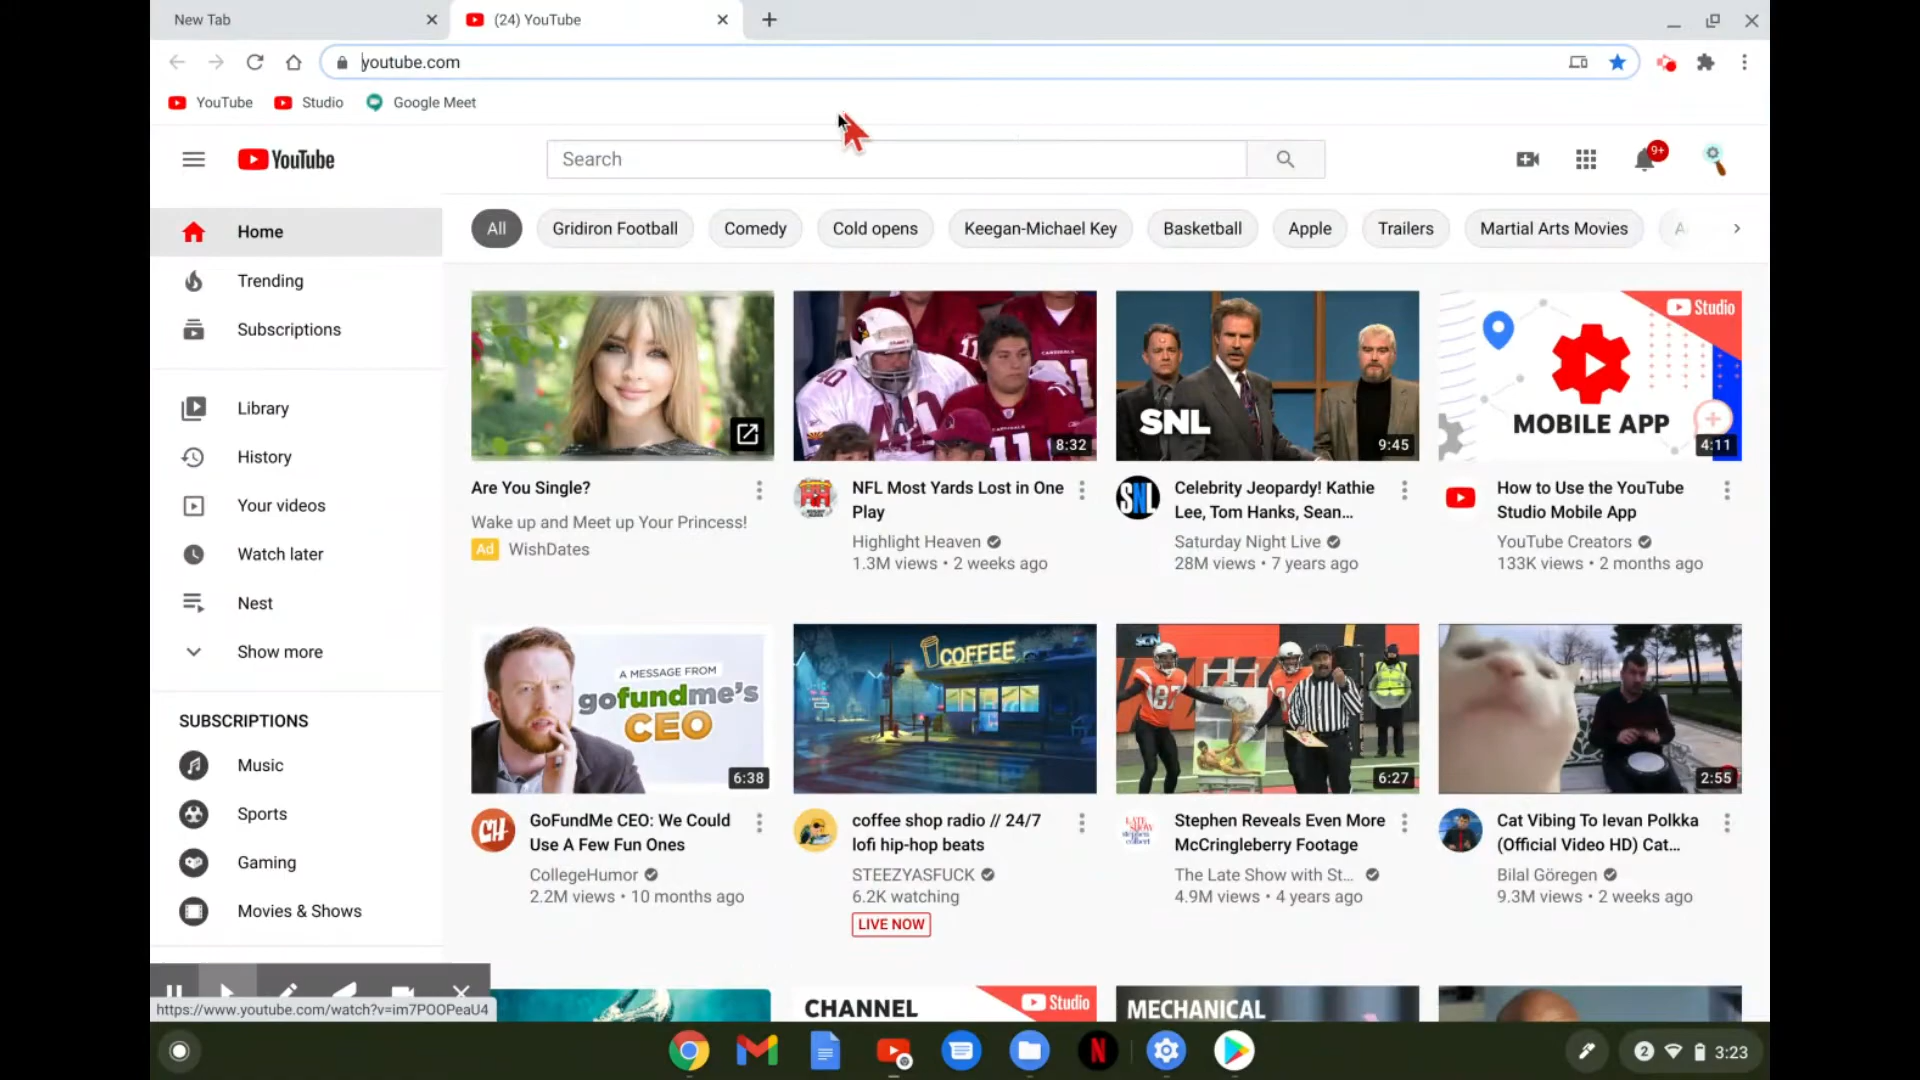 New Tab
(24) YouTube
youtube.com
YouTube
Studio
Google Meet
YouTube
Search
9+
Home
Trending
Subscriptions
Library
History
Your videos
Watch later
Nest
Show more
SUBSCRIPTIONS
Music
Sports
Gaming
Movies & Shows
All
Gridiron Football
Comedy
Cold opens
Keegan-Michael Key
Basketball
Apple
Trailers
Martial Arts Movies
A
Are You Single?
Wake up and Meet up Your Princess!
Ad WishDates
CARDINALS
11
40
8:32
NFL Most Yards Lost in One
Play
Highlight Heaven
1.3M views • 2 weeks ago
SNL
9:45
SNL
Celebrity Jeopardy! Kathie
Lee, Tom Hanks, Sean...
Saturday Night Live
28M views • 7 years ago
Studio
MOBILE APP
4:11
How to Use the YouTube
Studio Mobile App
YouTube Creators
133K views • 2 months ago
A MESSAGE FROM
gofundme's
CEO
6:38
CH
GoFundMe CEO: We Could
Use A Few Fun Ones
CollegeHumor
2.2M views • 10 months ago
COFFEE
coffee shop radio // 24/7
lofi hip-hop beats
STEEZYASFUCK
6.2K watching
LIVE NOW
SCN
87
6:27
LATE SHOW
Stephen Reveals Even More
McCringleberry Footage
The Late Show with St...
4.9M views • 4 years ago
2:55
Cat Vibing To Ievan Polkka
(Official Video HD) Cat...
Bilal Göregen
9.3M views • 2 weeks ago
CHANNEL
Studio
MECHANICAL
https://www.youtube.com/watch?v=im7POOPeaU4
N
2
3:23